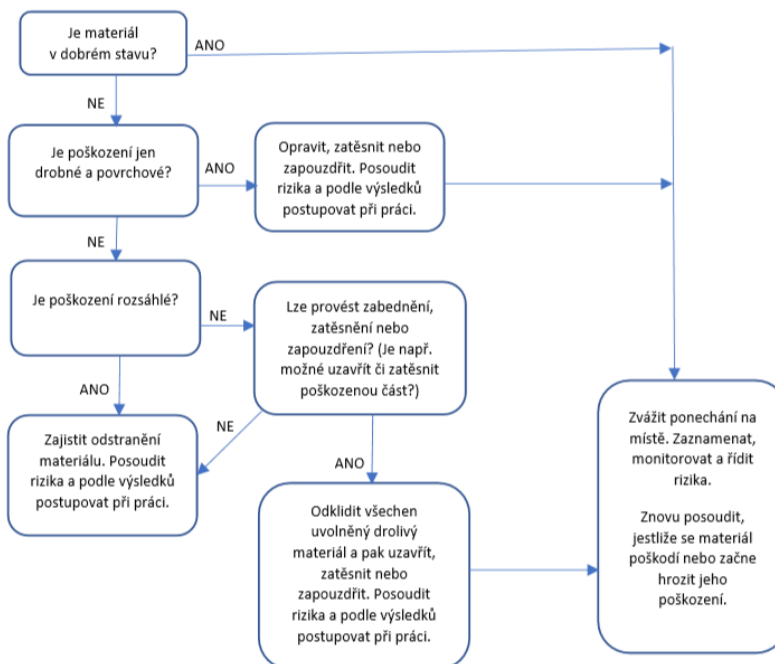 Je materiál
v dobrém stavu?
ANO
NE
Je poškození jen
drobné a povrchové?
ANO
Opravit, zatěsnit nebo
zapouzdřit. Posoudit
rizika a podle výsledků
postupovat při práci.
NE
Je poškození rozsáhlé?
NE
Lze provést zabednění,
zatěsnění nebo
zapouzdření? (Je např.
možné uzavřít či zatěsnit
poškozenou část?)
ANO
NE
Zajistit odstranění
materiálu. Posoudit
rizika a podle výsledků
postupovat při práci.
ANO
Odklidit všechen
uvolněný drolivý
materiál a pak uzavřít,
zatěsnit nebo
zapouzdřit. Posoudit
rizika a podle výsledků
postupovat při práci.
Zvážit ponechání na
místě. Zaznamenat,
monitorovat a řídit
rizika.
Znovu posoudit,
jestliže se materiál
poškodí nebo začne
hrozit jeho
poškození.